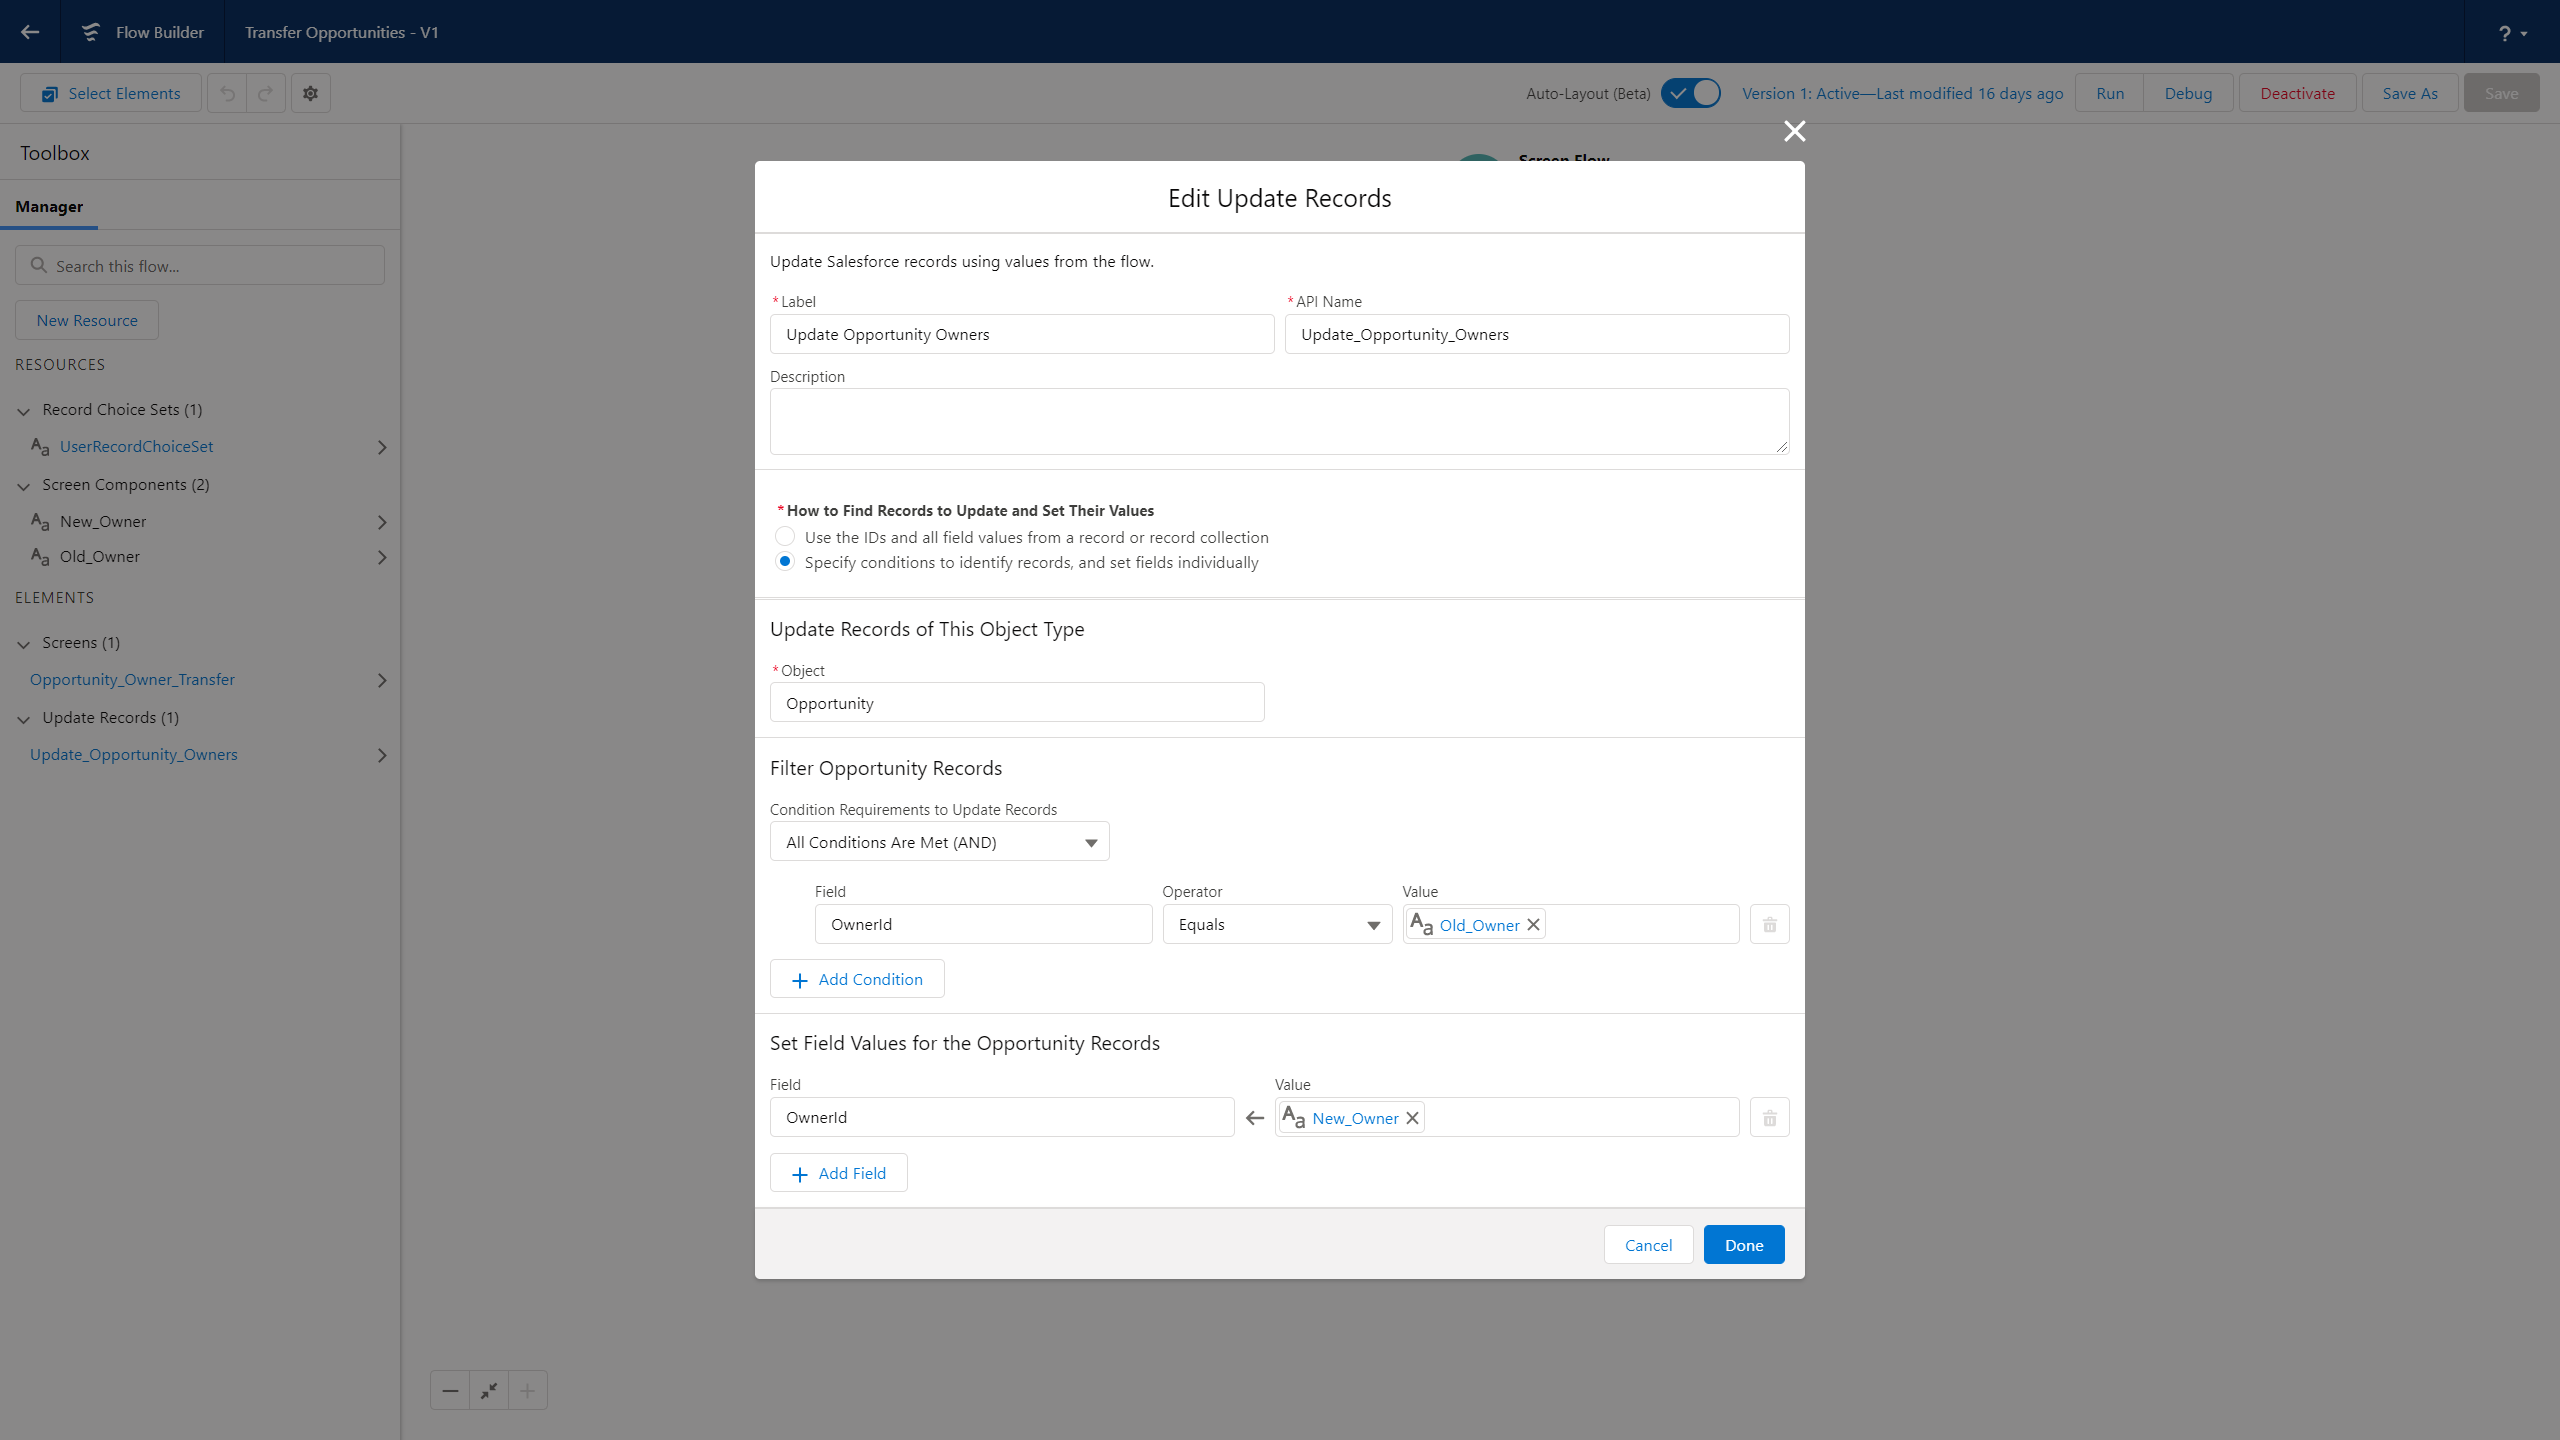 Flow Builder
Transfer Opportunities - V1
?
Select Elements
Auto-Layout (Beta)
Version 1: Active—Last modified 16 days ago
Run
Debug
Deactivate
Save As
Save
Toolbox
Manager
Search this flow...
New Resource
RESOURCES
Record Choice Sets (1)
Aa UserRecordChoiceSet
Screen Components (2)
Aa New_Owner
Aa Old_Owner
ELEMENTS
Screens (1)
Opportunity_Owner_Transfer
Update Records (1)
Update_Opportunity_Owners
Screen Flow
Edit Update Records
Update Salesforce records using values from the flow.
* Label
Update Opportunity Owners
* API Name
Update_Opportunity_Owners
Description
* How to Find Records to Update and Set Their Values
Use the IDs and all field values from a record or record collection
Specify conditions to identify records, and set fields individually
Update Records of This Object Type
* Object
Opportunity
Filter Opportunity Records
Condition Requirements to Update Records
All Conditions Are Met (AND)
Field Operator Value
OwnerId Equals Aa Old_Owner
+ Add Condition
Set Field Values for the Opportunity Records
Field Value
OwnerId Aa New_Owner
+ Add Field
Cancel
Done